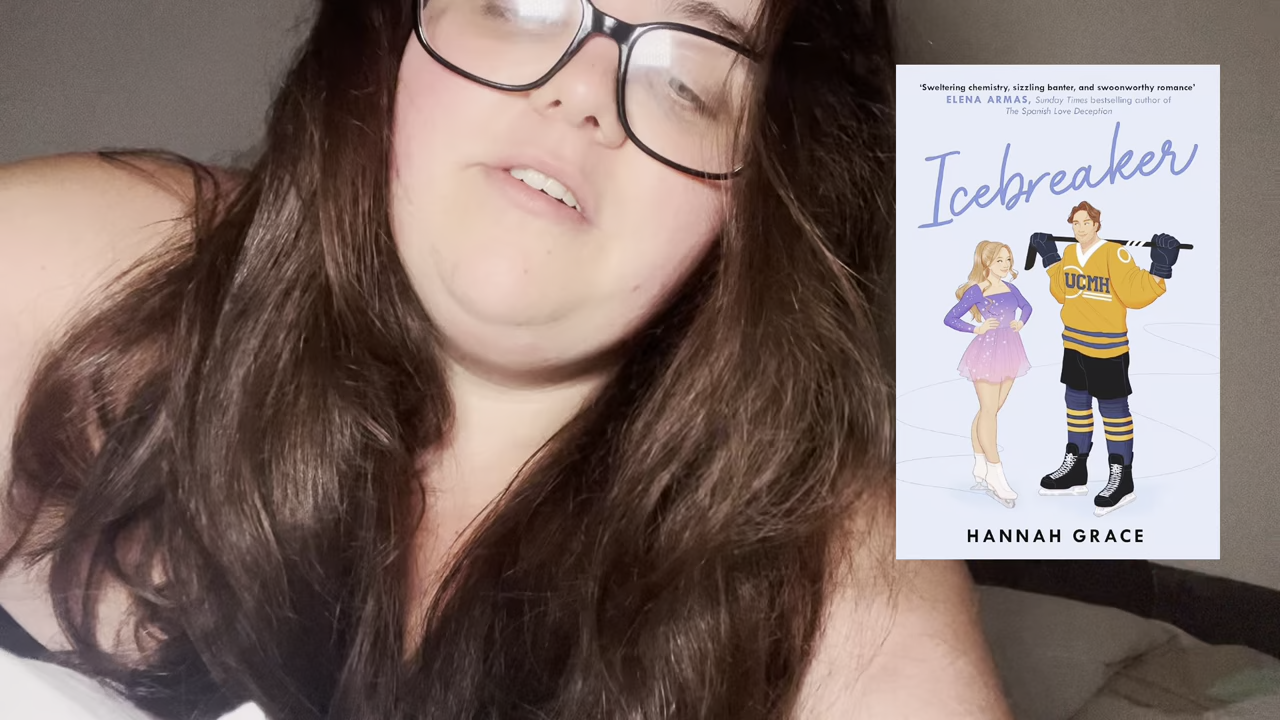 'Sweltering chemistry, sizzling banter, and swoonworthy romance'
ELENA ARMAS, Sunday Times bestselling author of
The Spanish Love Deception
Icebreaker
UCMH
HANNAH GRACE